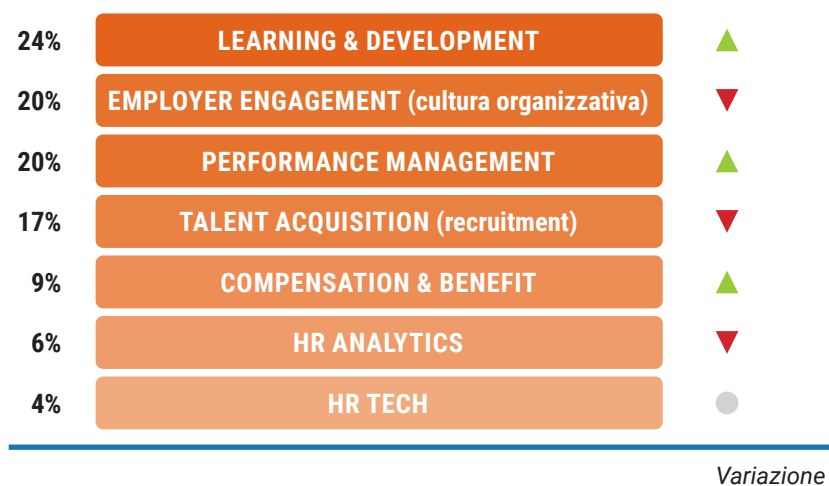 24% LEARNING & DEVELOPMENT
20% EMPLOYER ENGAGEMENT (cultura organizzativa)
20% PERFORMANCE MANAGEMENT
17% TALENT ACQUISITION (recruitment)
9% COMPENSATION & BENEFIT
6% HR ANALYTICS
4% HR TECH
Variazione